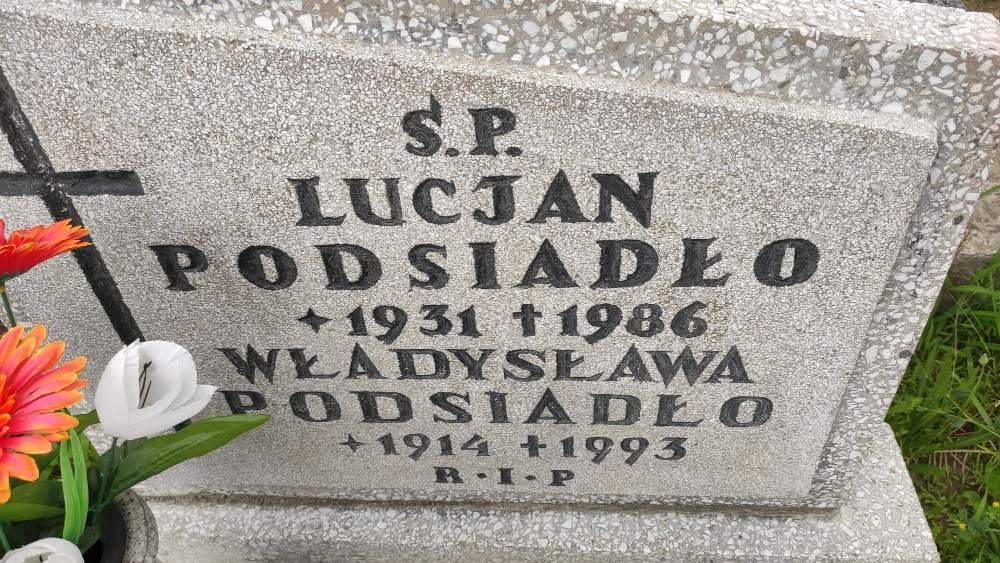 Ś.P.
LUCJAN
PODSIADŁO
✦1931 ✝1986
WŁADYSŁAWA
PODSIADŁO
✦1914 ✝1993
R·I·P